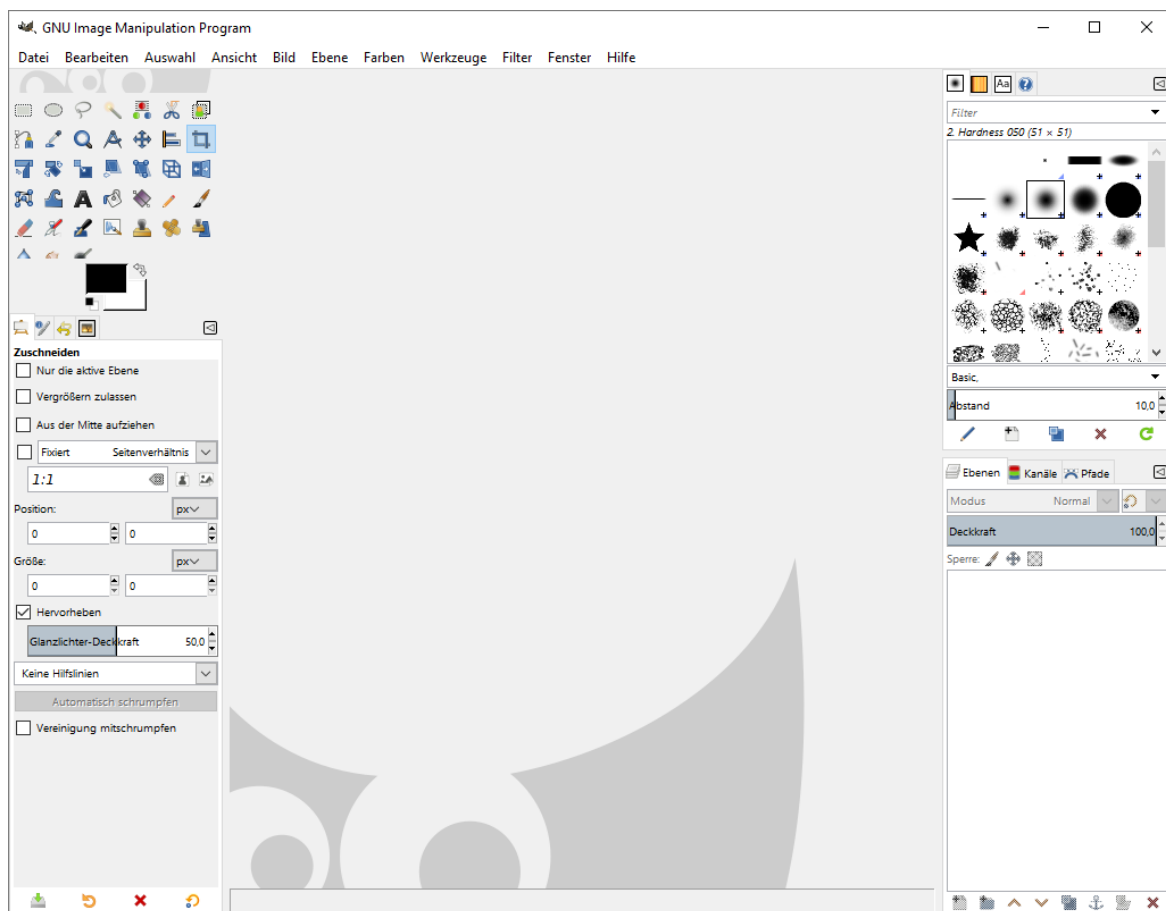 GNU Image Manipulation Program
Datei Bearbeiten Auswahl Ansicht Bild Ebene Farben Werkzeuge Filter Fenster Hilfe
Aa
Filter
2. Hardness 050 (51 × 51)
A
Basic,
Abstand 10,0
Zuschneiden
Nur die aktive Ebene
Vergrößern zulassen
Aus der Mitte aufziehen
Fixiert Seitenverhältnis
1:1
Position: px
0 0
Größe: px
0 0
Hervorheben
Glanzlichter-Deckkraft 50,0
Keine Hilfslinien
Automatisch schrumpfen
Vereinigung mitschrumpfen
Ebenen Kanäle Pfade
Modus Normal
Deckkraft 100,0
Sperre: